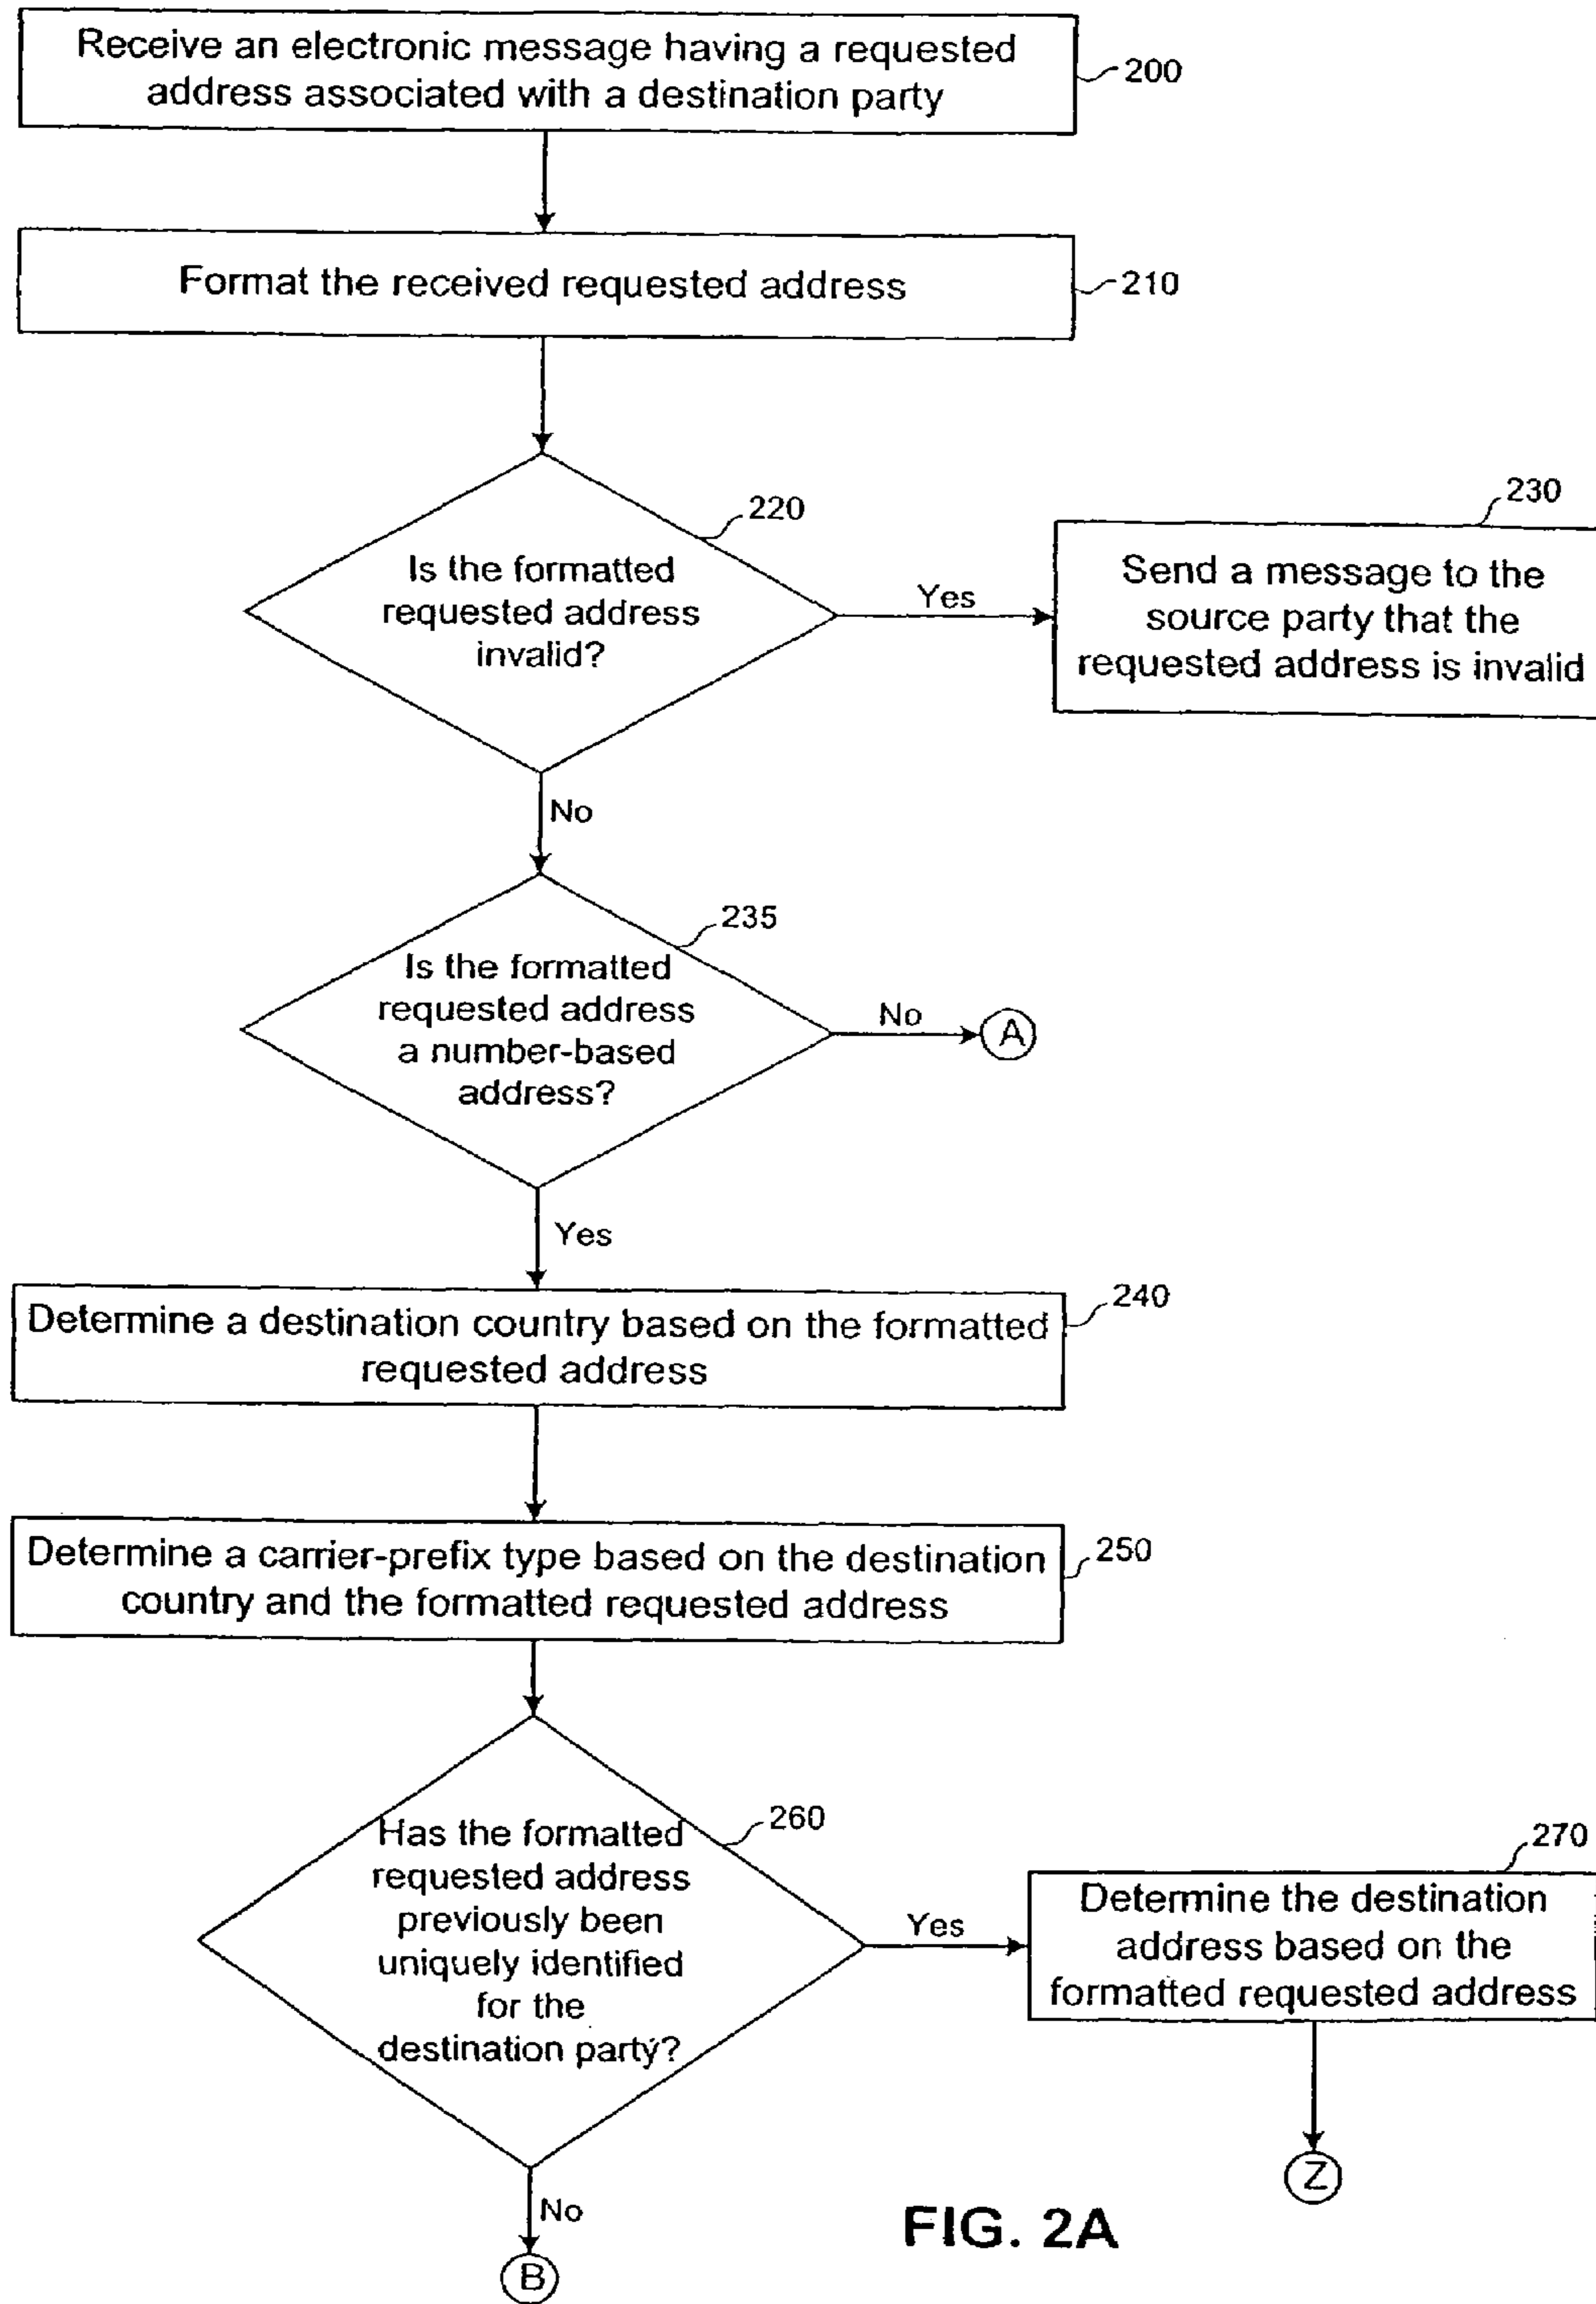 Receive an electronic message having a requested
address associated with a destination party
200
Format the received requested address
210
Is the formatted
requested address
invalid?
220
Yes
230
Send a message to the
source party that the
requested address is invalid
No
235
Is the formatted
requested address
a number-based
address?
No
A
Yes
240
Determine a destination country based on the formatted
requested address
Determine a carrier-prefix type based on the destination
country and the formatted requested address
250
260
Has the formatted
requested address
previously been
uniquely identified
for the
destination party?
Yes
270
Determine the destination
address based on the
formatted requested address
Z
No
B
FIG. 2A